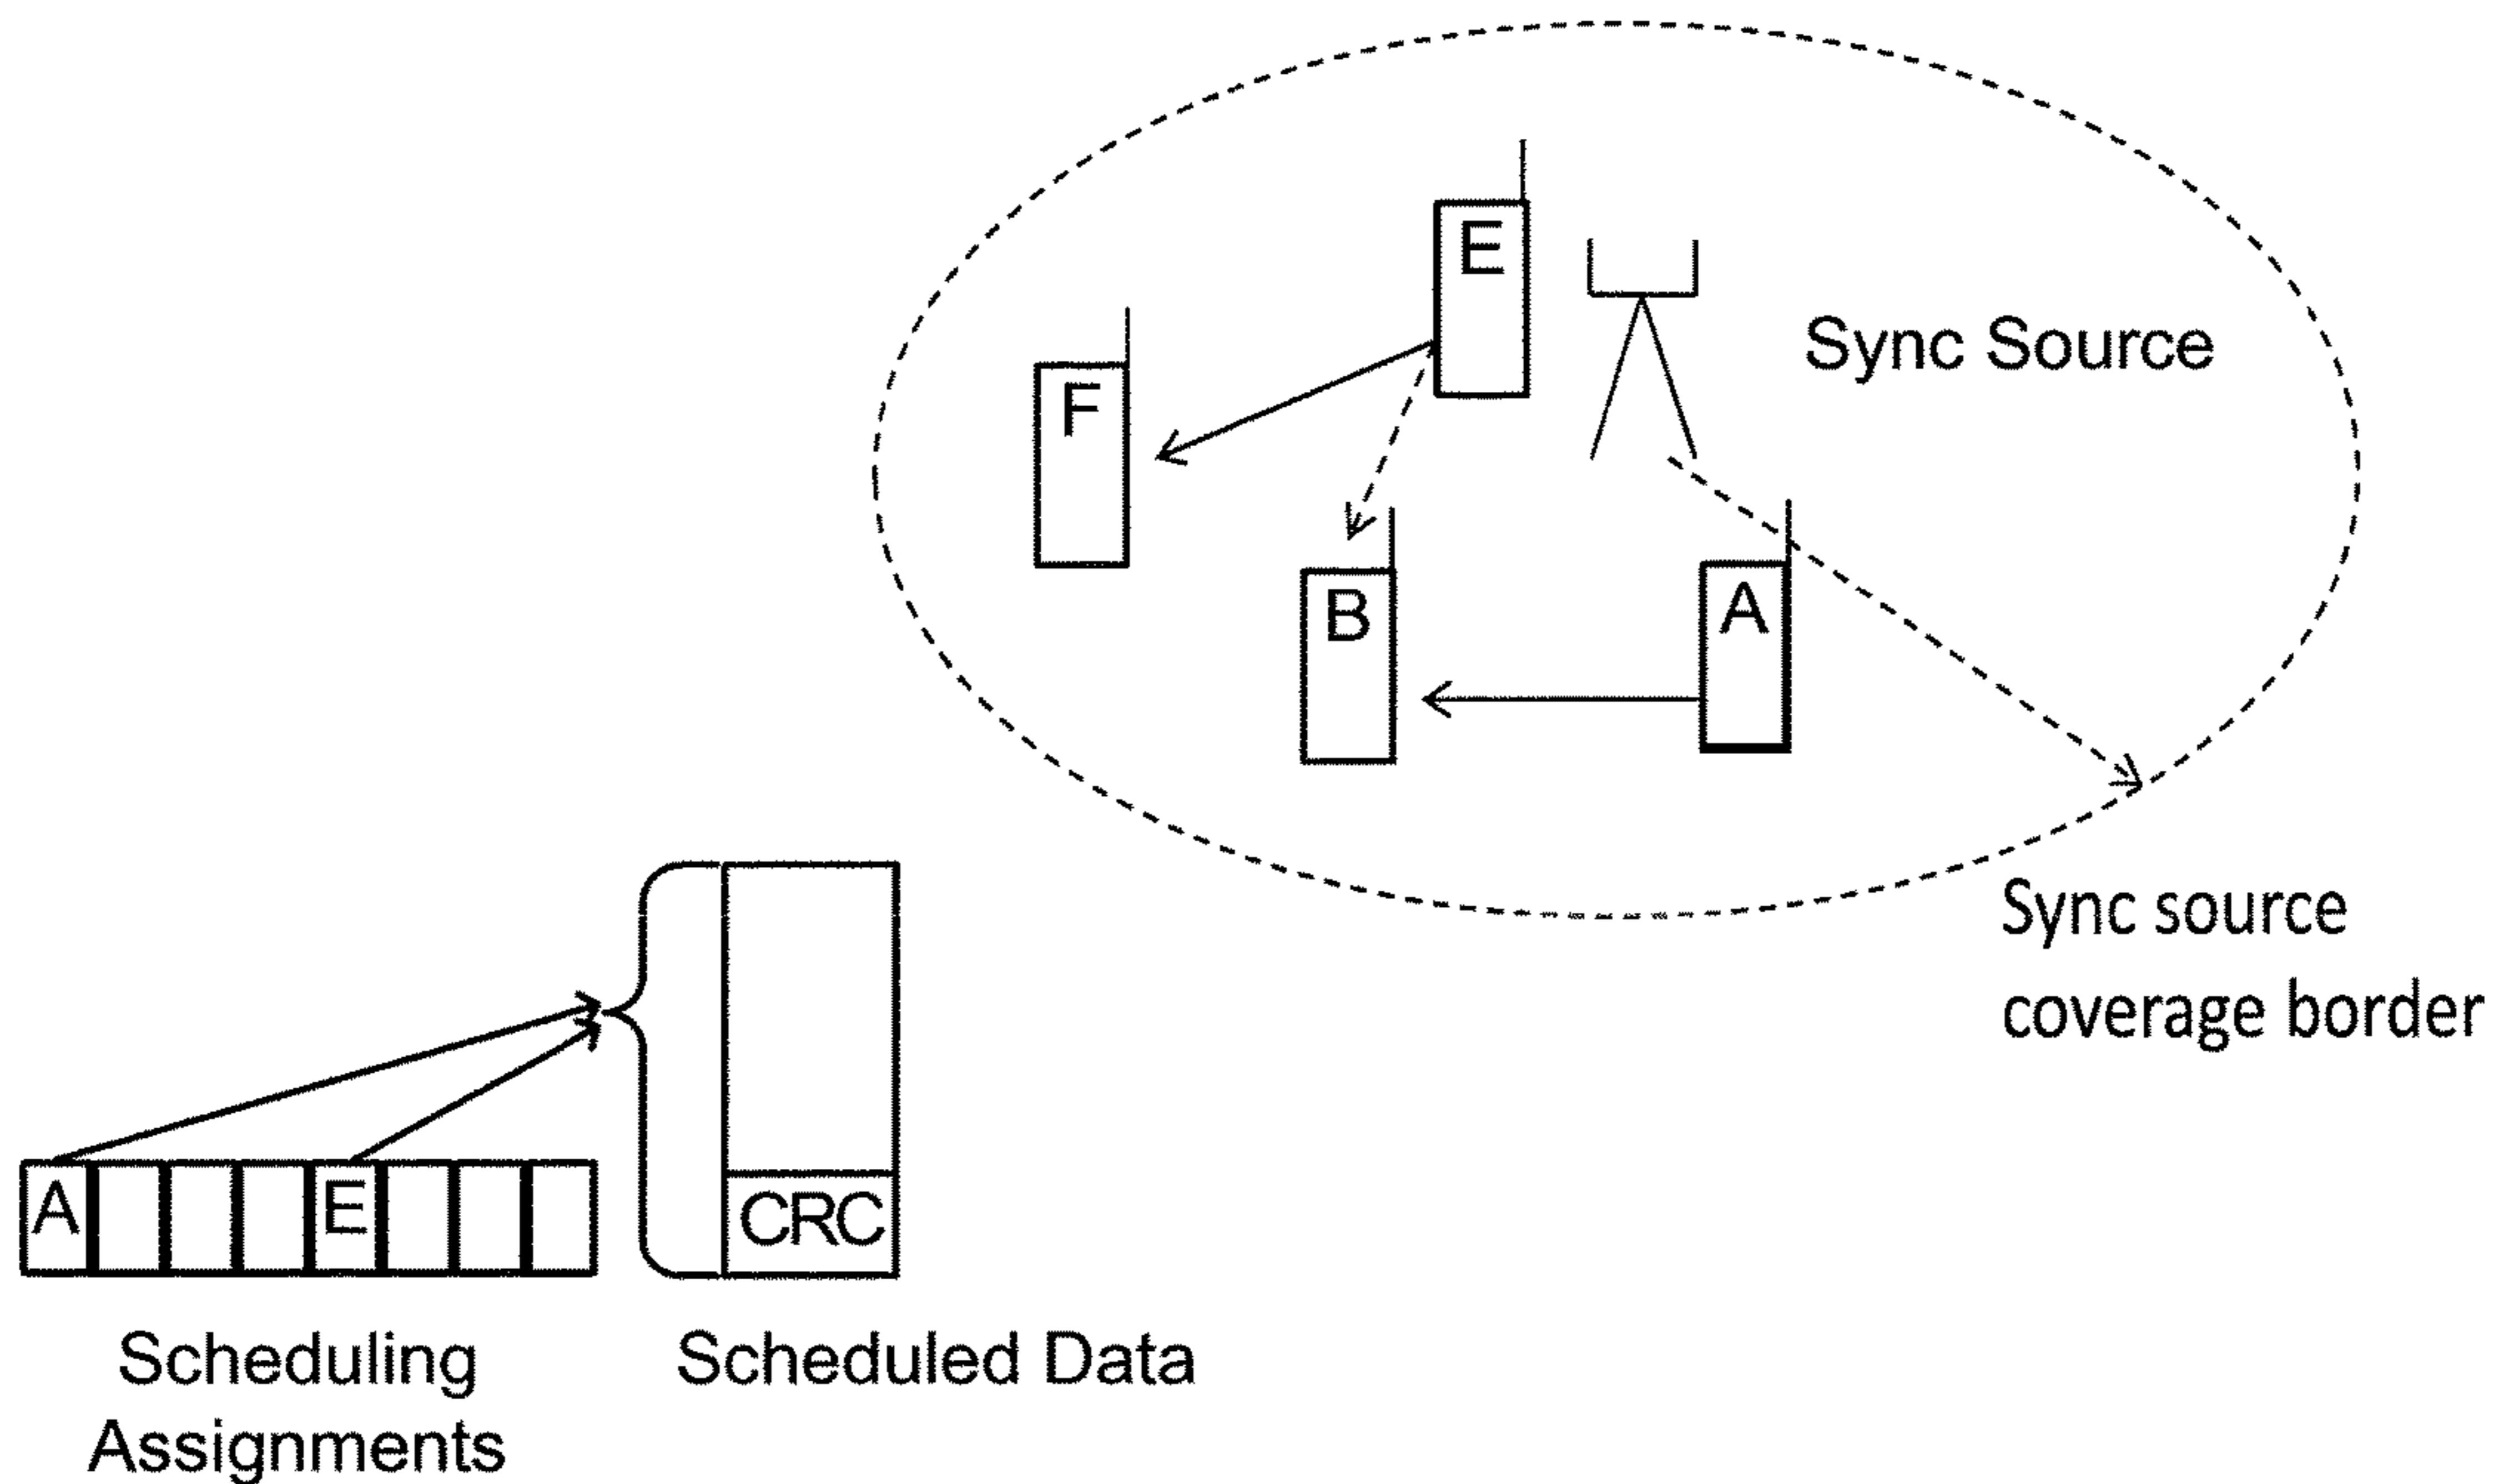 E
Sync Source
F
B
A
Sync source
coverage border
A
E
CRC
Scheduling
Assignments
Scheduled Data